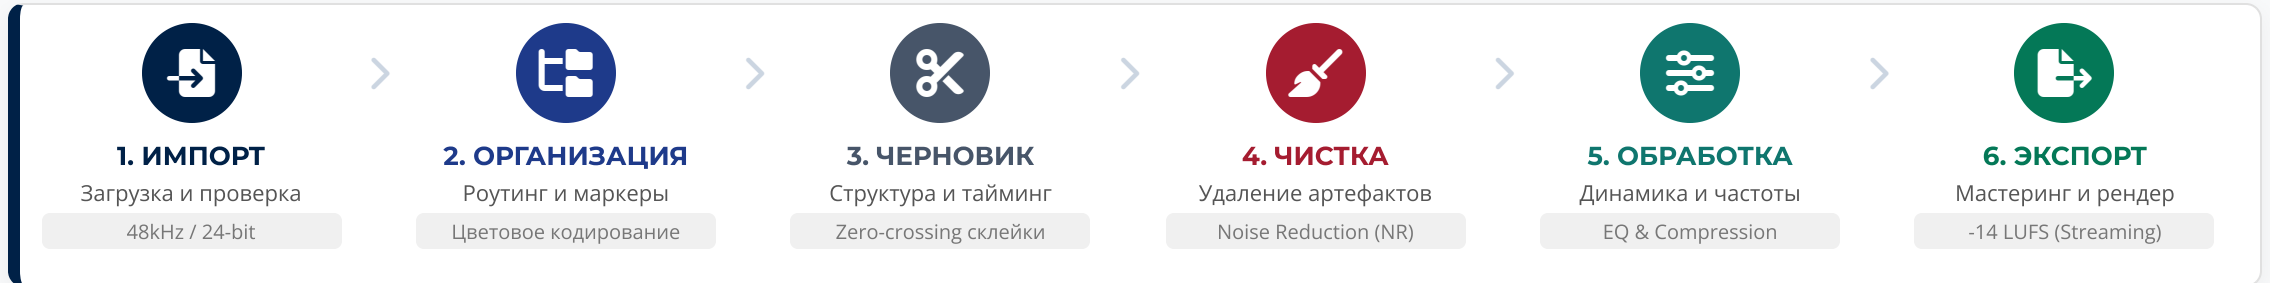 1. ИМПОРТ
Загрузка и проверка
48kHz / 24-bit
2. ОРГАНИЗАЦИЯ
Роутинг и маркеры
Цветовое кодирование
3. ЧЕРНОВИК
Структура и тайминг
Zero-crossing склейки
4. ЧИСТКА
Удаление артефактов
Noise Reduction (NR)
5. ОБРАБОТКА
Динамика и частоты
EQ & Compression
6. ЭКСПОРТ
Мастеринг и рендер
-14 LUFS (Streaming)